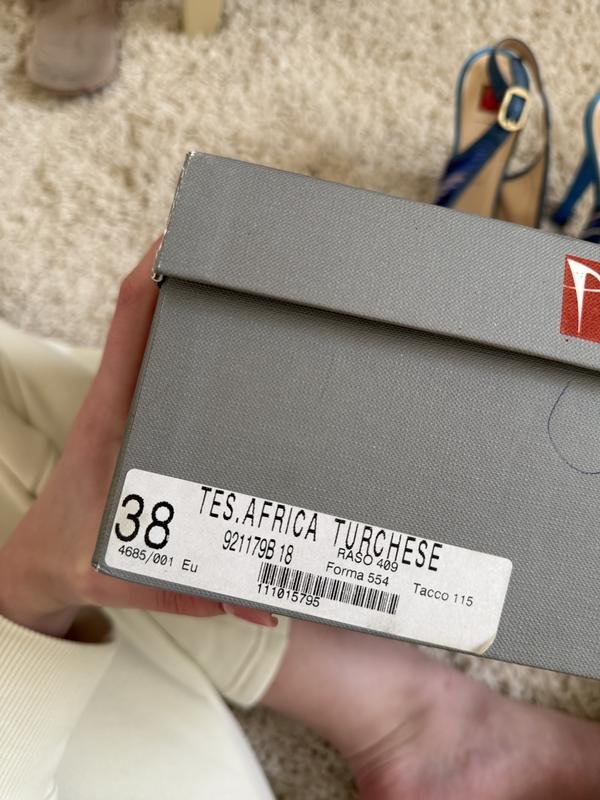 P
38
TES.AFRICA TURCHESE
921179B 18
RASO 409
4685/001 Eu
Forma 554
Tacco 115
111015795